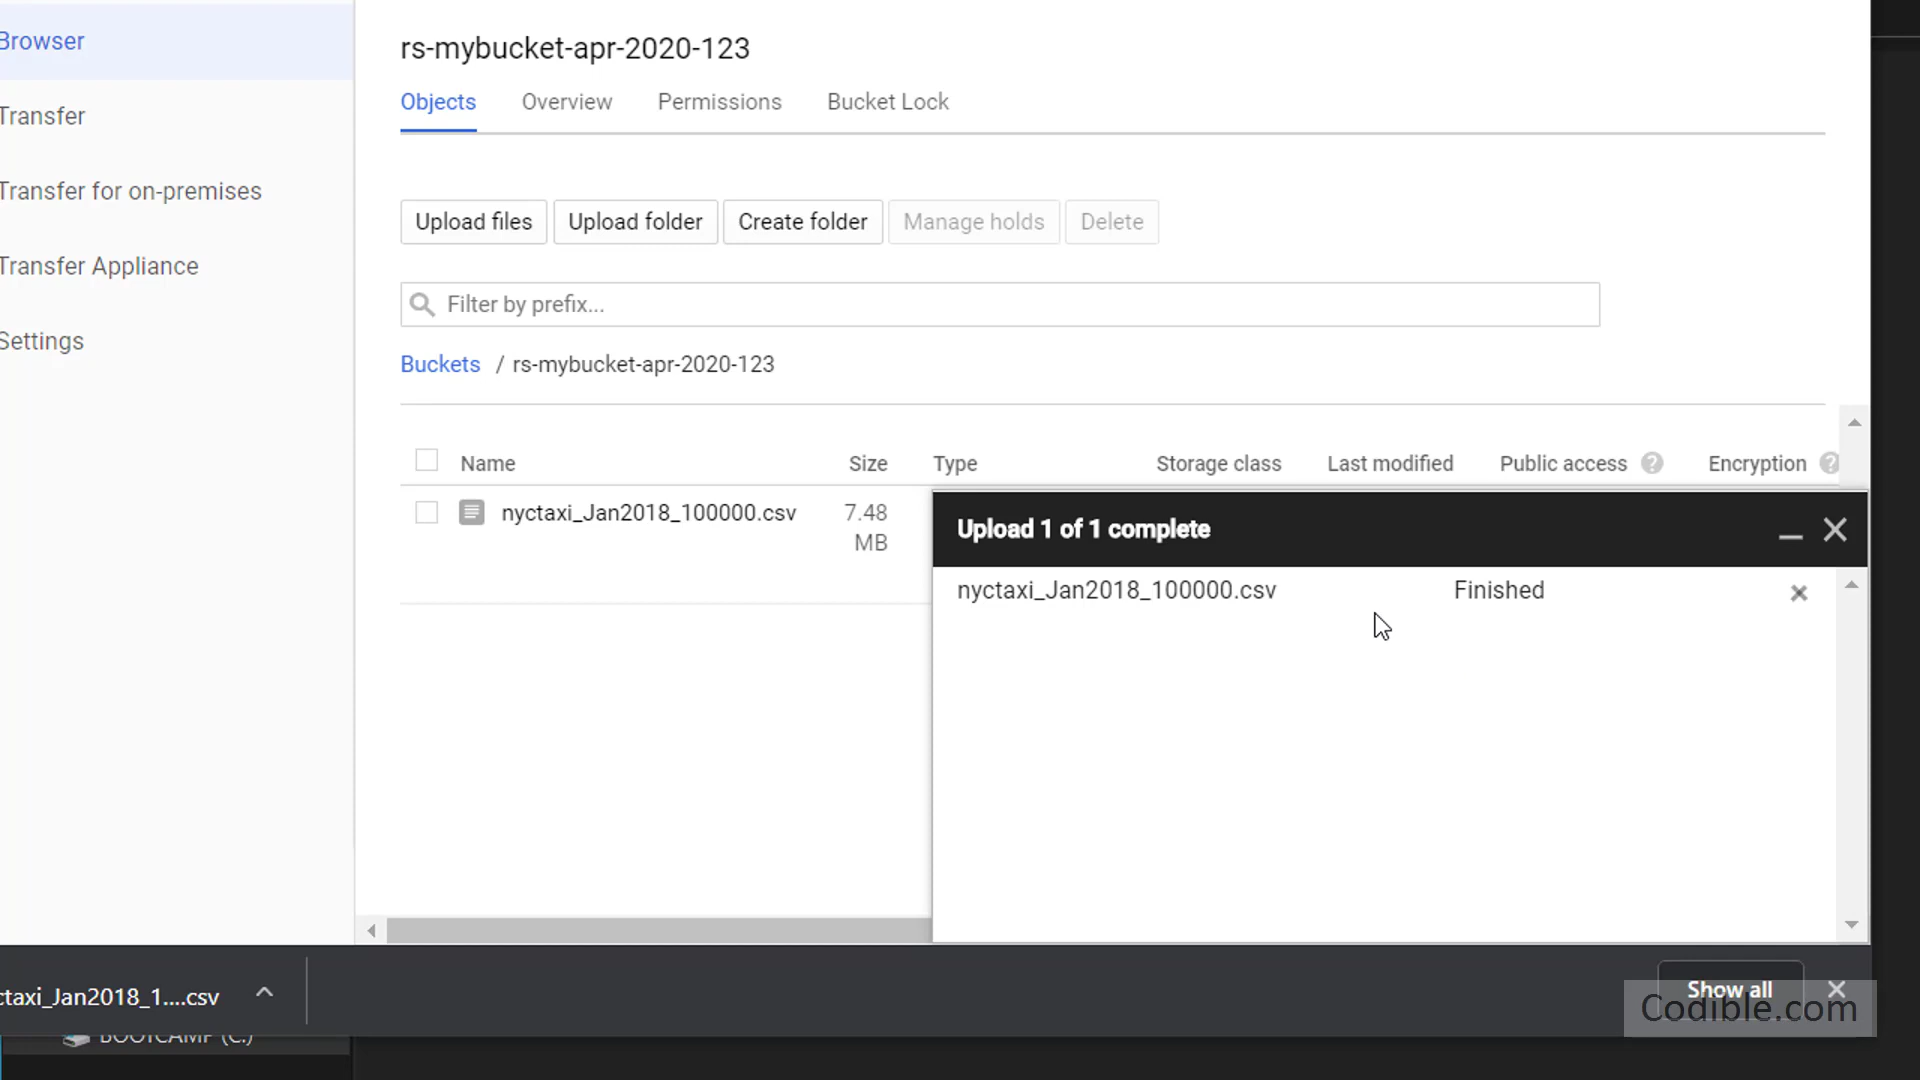 Browser
Transfer
Transfer for on-premises
Transfer Appliance
Settings
rs-mybucket-apr-2020-123
Objects Overview Permissions Bucket Lock
Upload files Upload folder Create folder Manage holds Delete
Filter by prefix...
Buckets / rs-mybucket-apr-2020-123
Name Size Type Storage class Last modified Public access ? Encryption ?
nyctaxi_Jan2018_100000.csv 7.48 MB
Upload 1 of 1 complete
nyctaxi_Jan2018_100000.csv Finished
ctaxi_Jan2018_1....csv
Show all
Codible.com
BOOTCAMP (C:)